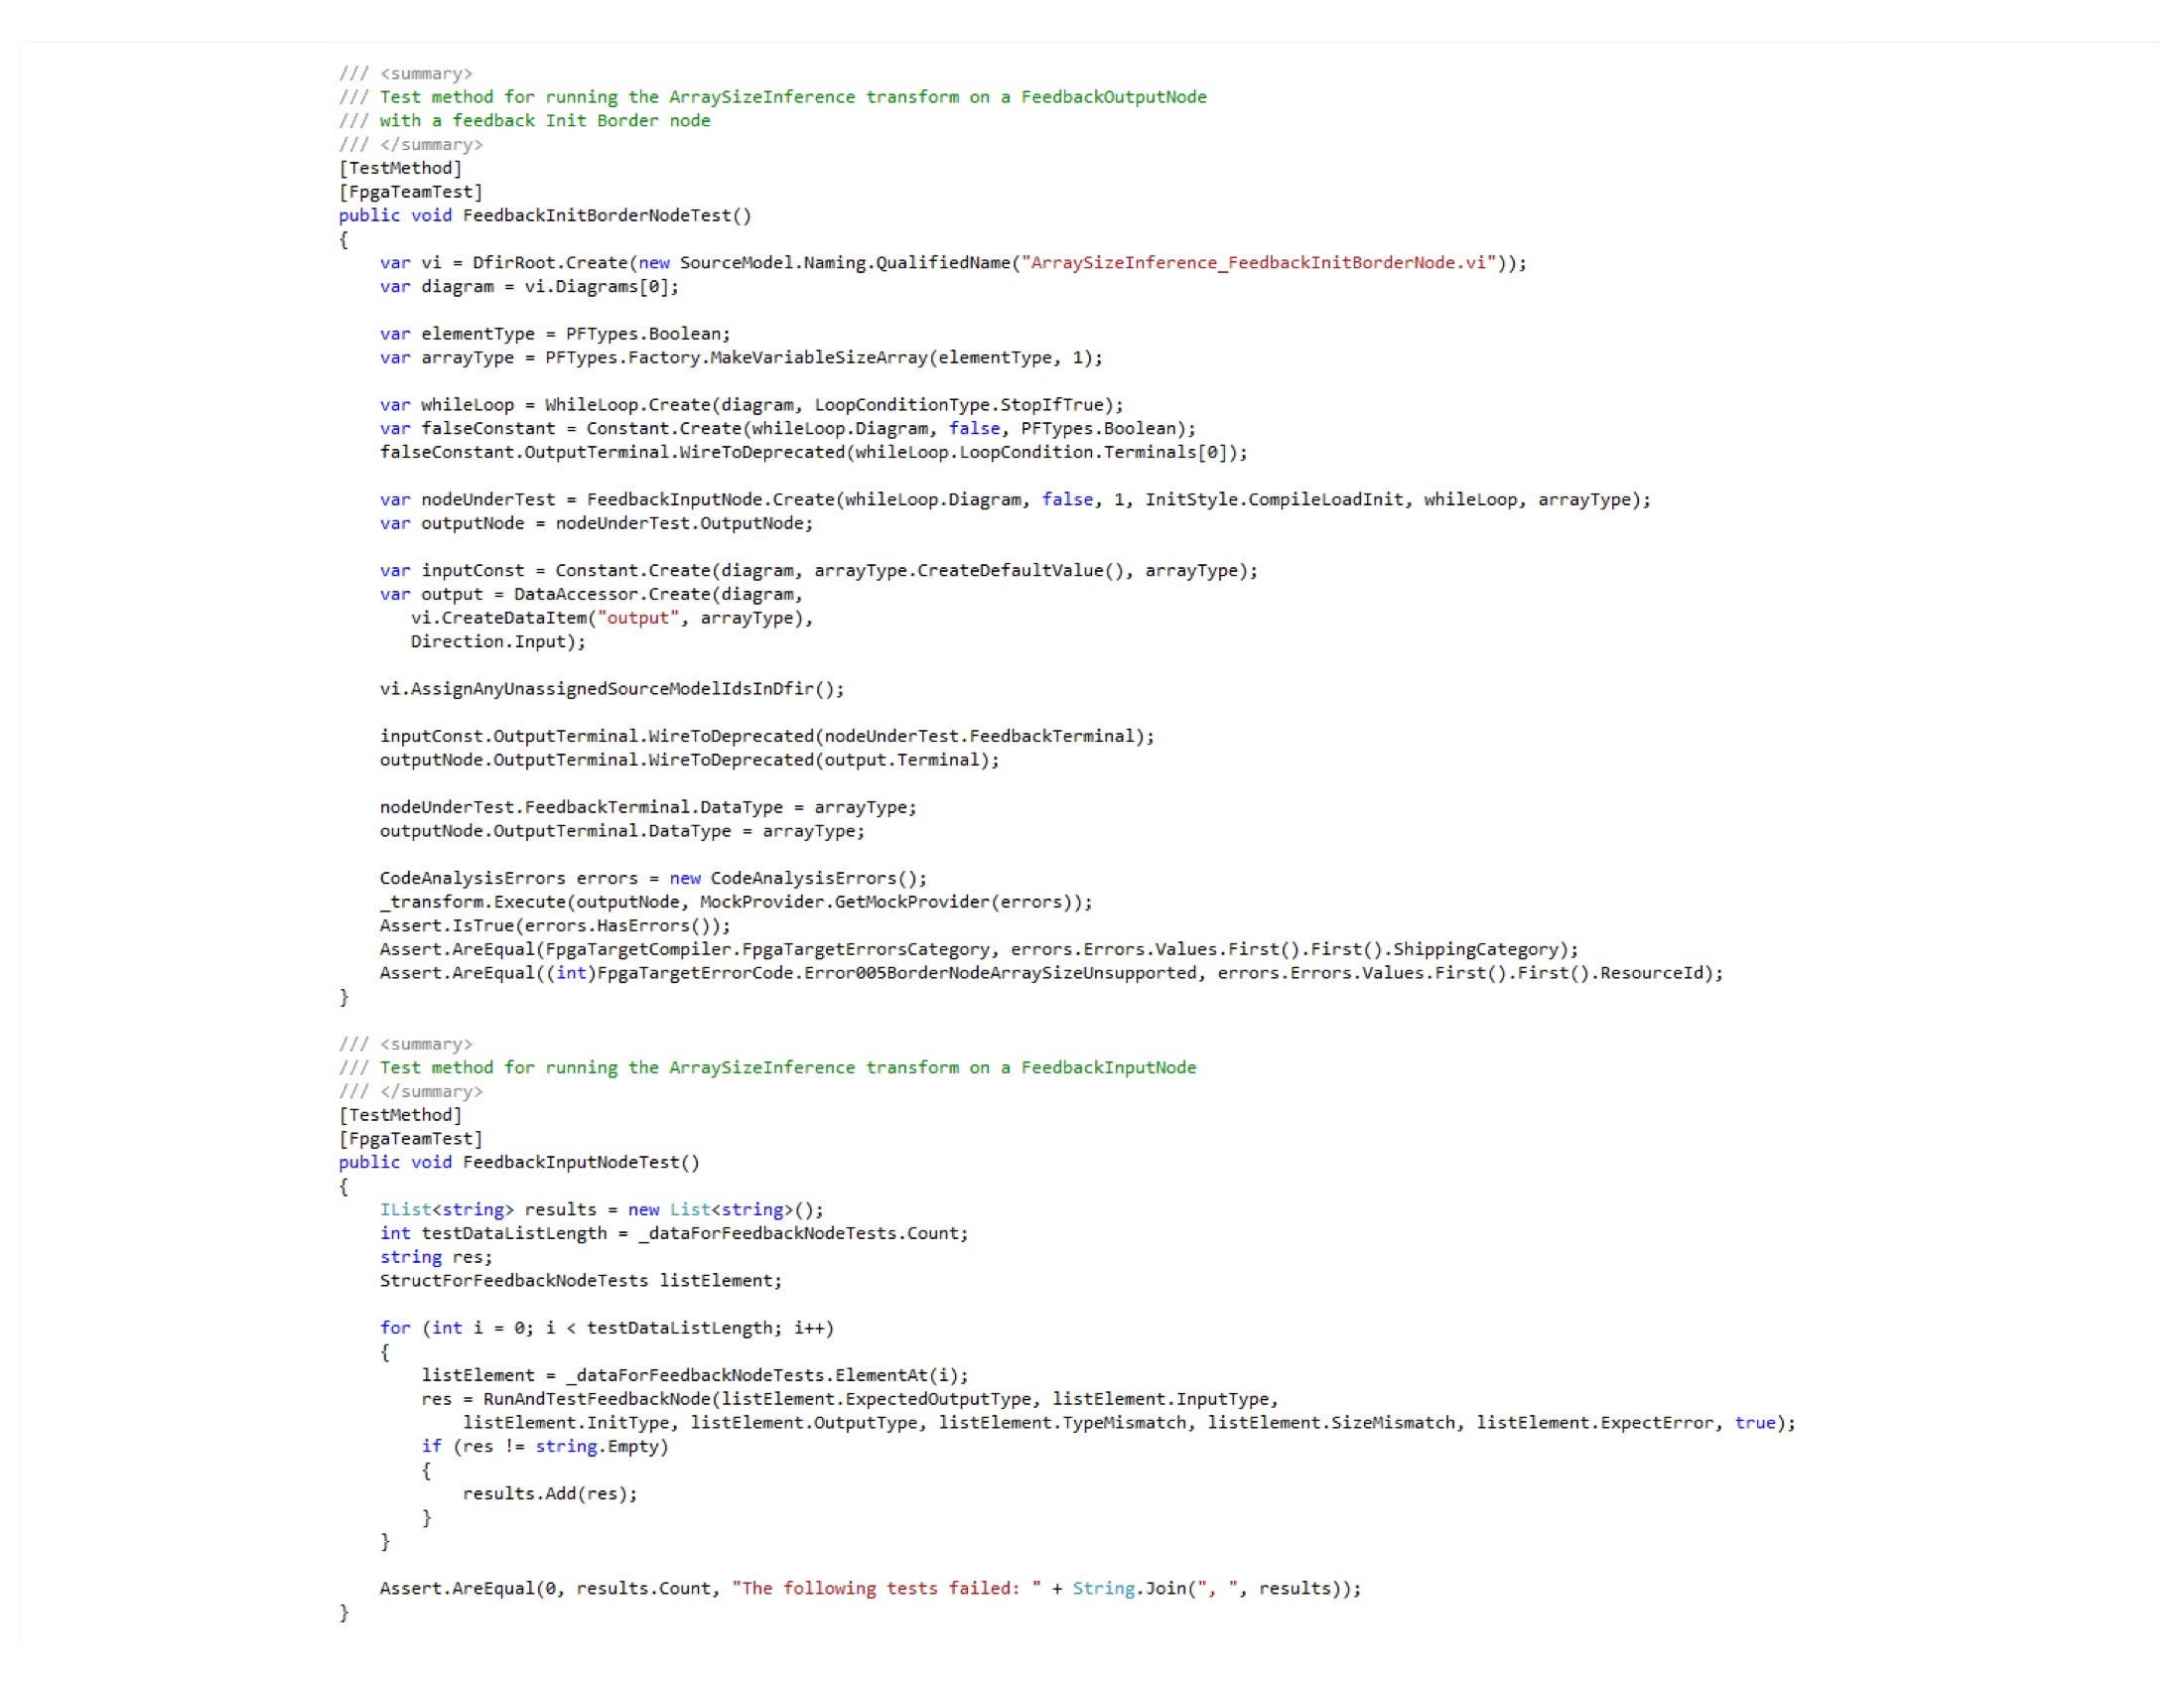 /// <summary>
/// Test method for running the ArraySizeInference transform on a FeedbackOutputNode
/// with a feedback Init Border node
/// </summary>
[TestMethod]
[FpgaTeamTest]
public void FeedbackInitBorderNodeTest()
{
    var vi = DfirRoot.Create(new SourceModel.Naming.QualifiedName("ArraySizeInference_FeedbackInitBorderNode.vi"));
    var diagram = vi.Diagrams[0];

    var elementType = PFTypes.Boolean;
    var arrayType = PFTypes.Factory.MakeVariableSizeArray(elementType, 1);

    var whileLoop = WhileLoop.Create(diagram, LoopConditionType.StopIfTrue);
    var falseConstant = Constant.Create(whileLoop.Diagram, false, PFTypes.Boolean);
    falseConstant.OutputTerminal.WireToDeprecated(whileLoop.LoopCondition.Terminals[0]);

    var nodeUnderTest = FeedbackInputNode.Create(whileLoop.Diagram, false, 1, InitStyle.CompileLoadInit, whileLoop, arrayType);
    var outputNode = nodeUnderTest.OutputNode;

    var inputConst = Constant.Create(diagram, arrayType.CreateDefaultValue(), arrayType);
    var output = DataAccessor.Create(diagram,
       vi.CreateDataItem("output", arrayType),
       Direction.Input);

    vi.AssignAnyUnassignedSourceModelIdsInDfir();

    inputConst.OutputTerminal.WireToDeprecated(nodeUnderTest.FeedbackTerminal);
    outputNode.OutputTerminal.WireToDeprecated(output.Terminal);

    nodeUnderTest.FeedbackTerminal.DataType = arrayType;
    outputNode.OutputTerminal.DataType = arrayType;

    CodeAnalysisErrors errors = new CodeAnalysisErrors();
    _transform.Execute(outputNode, MockProvider.GetMockProvider(errors));
    Assert.IsTrue(errors.HasErrors());
    Assert.AreEqual(FpgaTargetCompiler.FpgaTargetErrorsCategory, errors.Errors.Values.First().First().ShippingCategory);
    Assert.AreEqual((int)FpgaTargetErrorCode.Error005BorderNodeArraySizeUnsupported, errors.Errors.Values.First().First().ResourceId);
}

/// <summary>
/// Test method for running the ArraySizeInference transform on a FeedbackInputNode
/// </summary>
[TestMethod]
[FpgaTeamTest]
public void FeedbackInputNodeTest()
{
    IList<string> results = new List<string>();
    int testDataListLength = _dataForFeedbackNodeTests.Count;
    string res;
    StructForFeedbackNodeTests listElement;

    for (int i = 0; i < testDataListLength; i++)
    {
        listElement = _dataForFeedbackNodeTests.ElementAt(i);
        res = RunAndTestFeedbackNode(listElement.ExpectedOutputType, listElement.InputType,
            listElement.InitType, listElement.OutputType, listElement.TypeMismatch, listElement.SizeMismatch, listElement.ExpectError, true);
        if (res != string.Empty)
        {
            results.Add(res);
        }
    }

    Assert.AreEqual(0, results.Count, "The following tests failed: " + String.Join(", ", results));
}